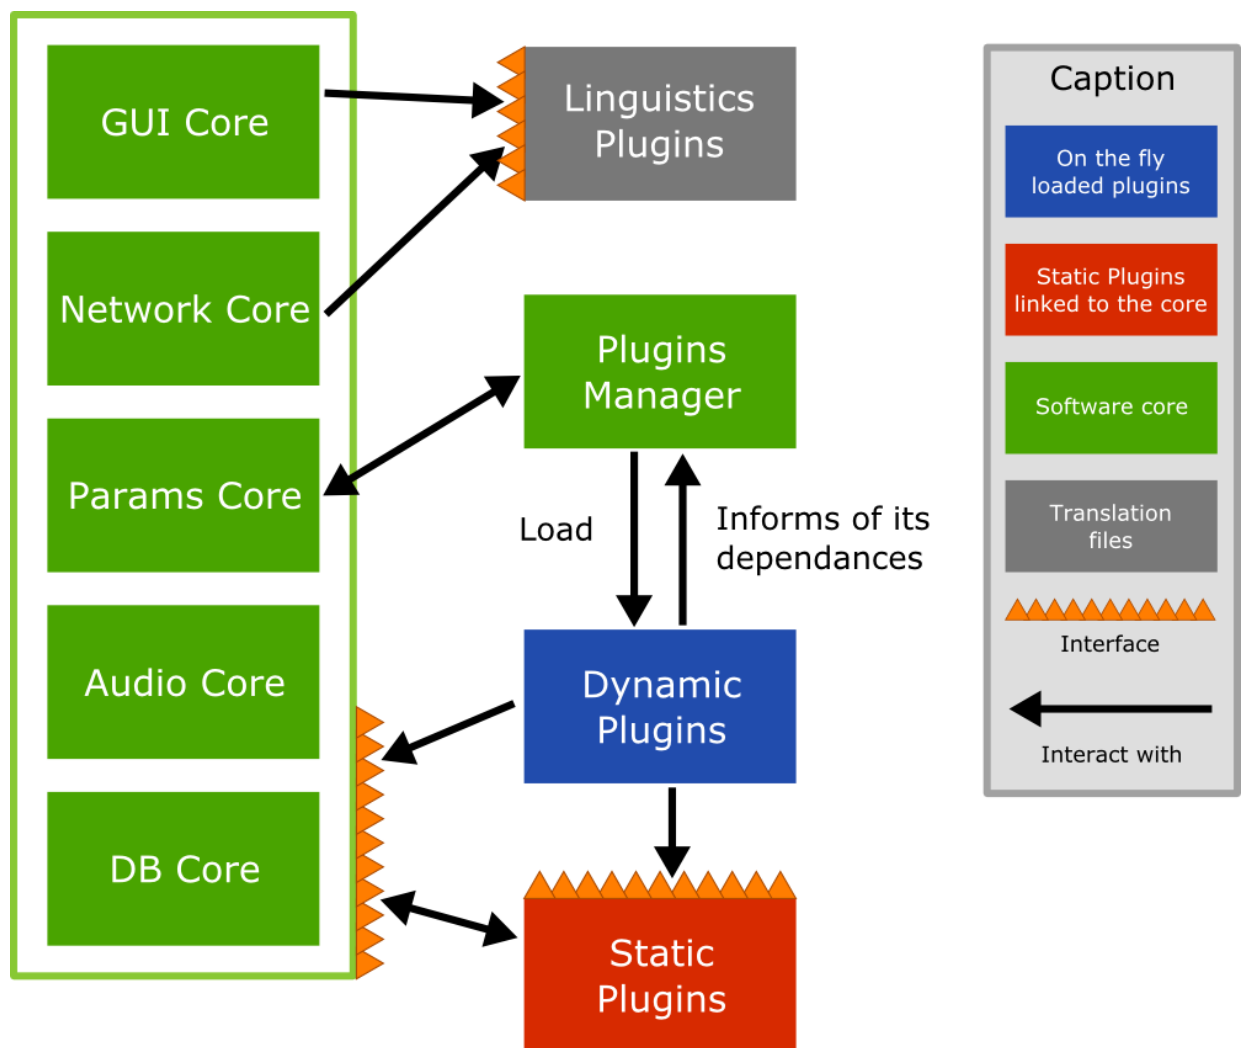 GUI Core
Network Core
Params Core
Audio Core
DB Core
Linguistics
Plugins
Plugins
Manager
Load
Informs of its
dependances
Dynamic
Plugins
Static
Plugins
Caption
On the fly
loaded plugins
Static Plugins
linked to the core
Software core
Translation
files
Interface
Interact with